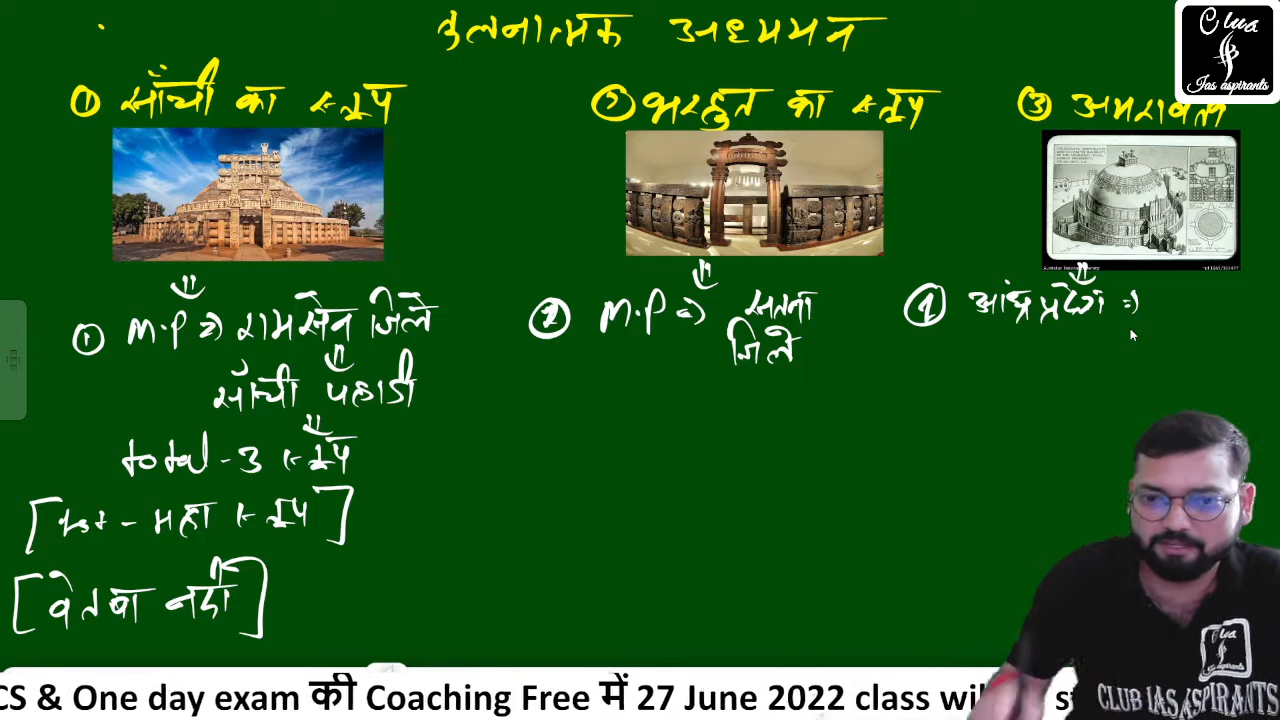 तुलनात्मक अध्ययन
① साँची का स्तूप
② भरहुत का स्तूप
③ अमरावती
Club
Ias aspirants
① M.P ⇒ रायसेन जिले
साँची पहाडी
total - 3 स्तूप
[1st - महा स्तूप]
[बेतवा नदी]
② M.P ⇒ सतना
जिले
① आंध्र प्रदेश ⇒
CLUB IAS ASPIRANTS
CS & One day exam की Coaching Free में 27 June 2022 class wil